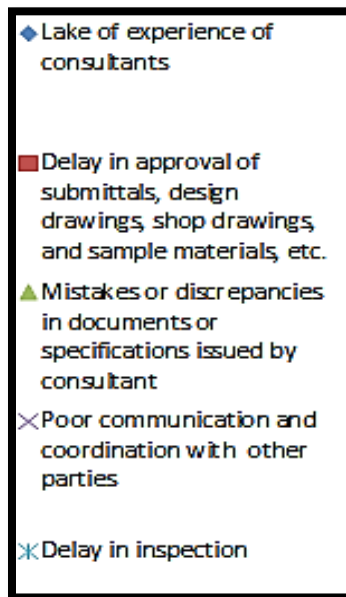 Lake of experience of
consultants
Delay in approval of
submittals, design
drawings, shop drawings,
and sample materials, etc.
Mistakes or discrepancies
in documents or
specifications issued by
consultant
Poor communication and
coordination with other
parties
Delay in inspection